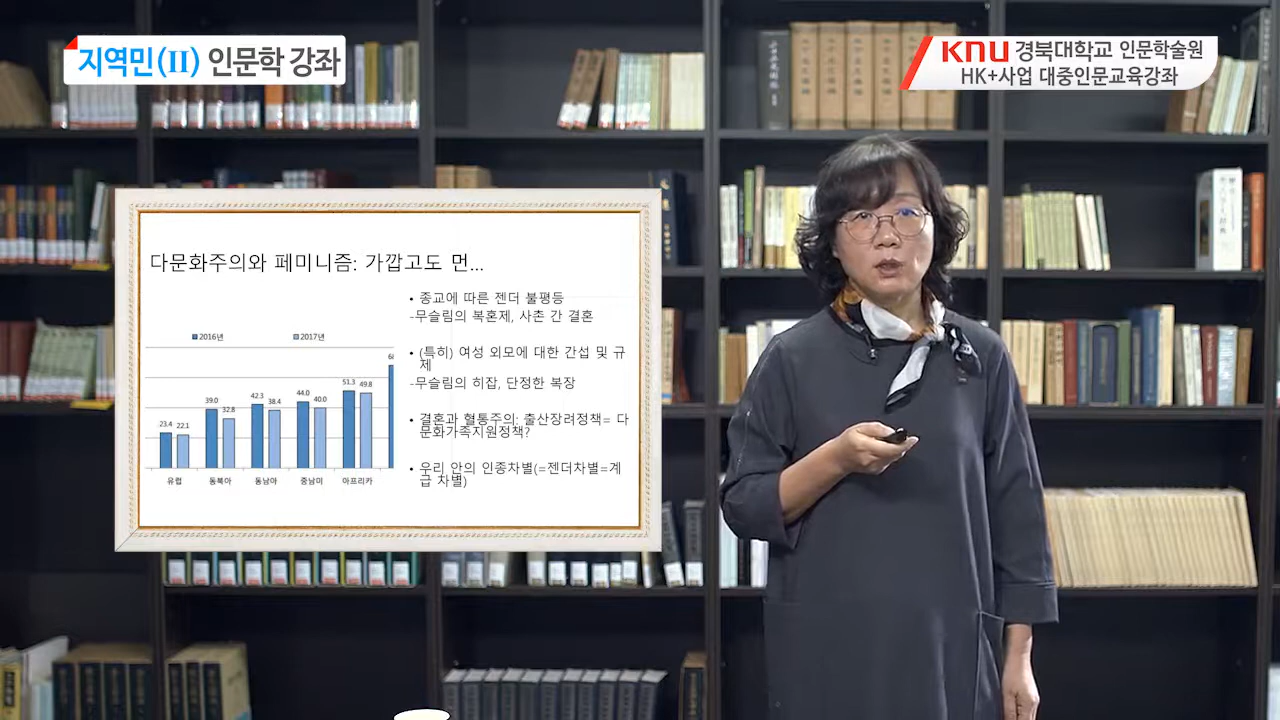 지역민(II) 인문학 강좌
KNU 경북대학교 인문학술원
HK+사업 대중인문교육강좌
다문화주의와 페미니즘: 가깝고도 먼...
2016년 2017년
23.4 22.1 39.0 32.8 42.3 38.4 44.0 40.0 51.3 49.8
유럽 동북아 동남아 중남미 아프리카
• 종교에 따른 젠더 불평등
-무슬림의 복혼제, 사촌 간 결혼
• (특히) 여성 외모에 대한 간섭 및 규
제
-무슬림의 히잡, 단정한 복장
• 결혼과 혈통주의: 출산장려정책= 다
문화가족지원정책?
• 우리 안의 인종차별(=젠더차별=계
급 차별)